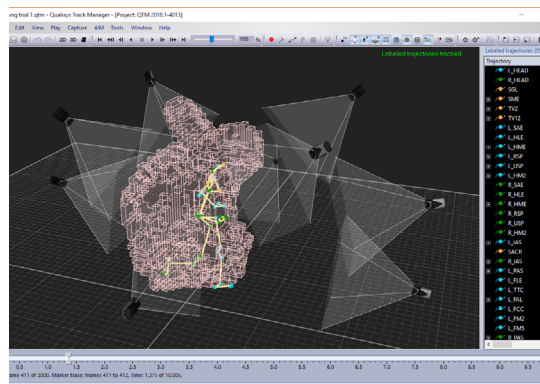 ing trial 1.qtm - Qualisys Track Manager - [Project: QTM 2018.1-4013]
Edit View Play Capture AIM Tools Window Help
2D 3D 100 %
Labeled trajectories tracked
Labeled trajectories
Trajectory
L_HEAD
R_HEAD
SGL
SME
TV2
TV12
L_SAE
L_HLE
L_HME
L_RSP
L_USP
L_HM2
R_SAE
R_HLE
R_HME
R_RSP
R_USP
R_HM2
L_IAS
SACR
R_IAS
L_PAS
L_FLE
L_TTC
L_FAL
L_FCC
L_FM2
L_FM5
R_PAS
0.5 1.0 1.5 2.0 2.5 3.0 3.5 4.0 4.5 5.0 5.5 6.0 6.5 7.0 7.5 8.0 8.5 9.0 9.5
ame 411 of 3000. Marker trace: frames 411 to 412. Time: 1.37s of 10.00s.